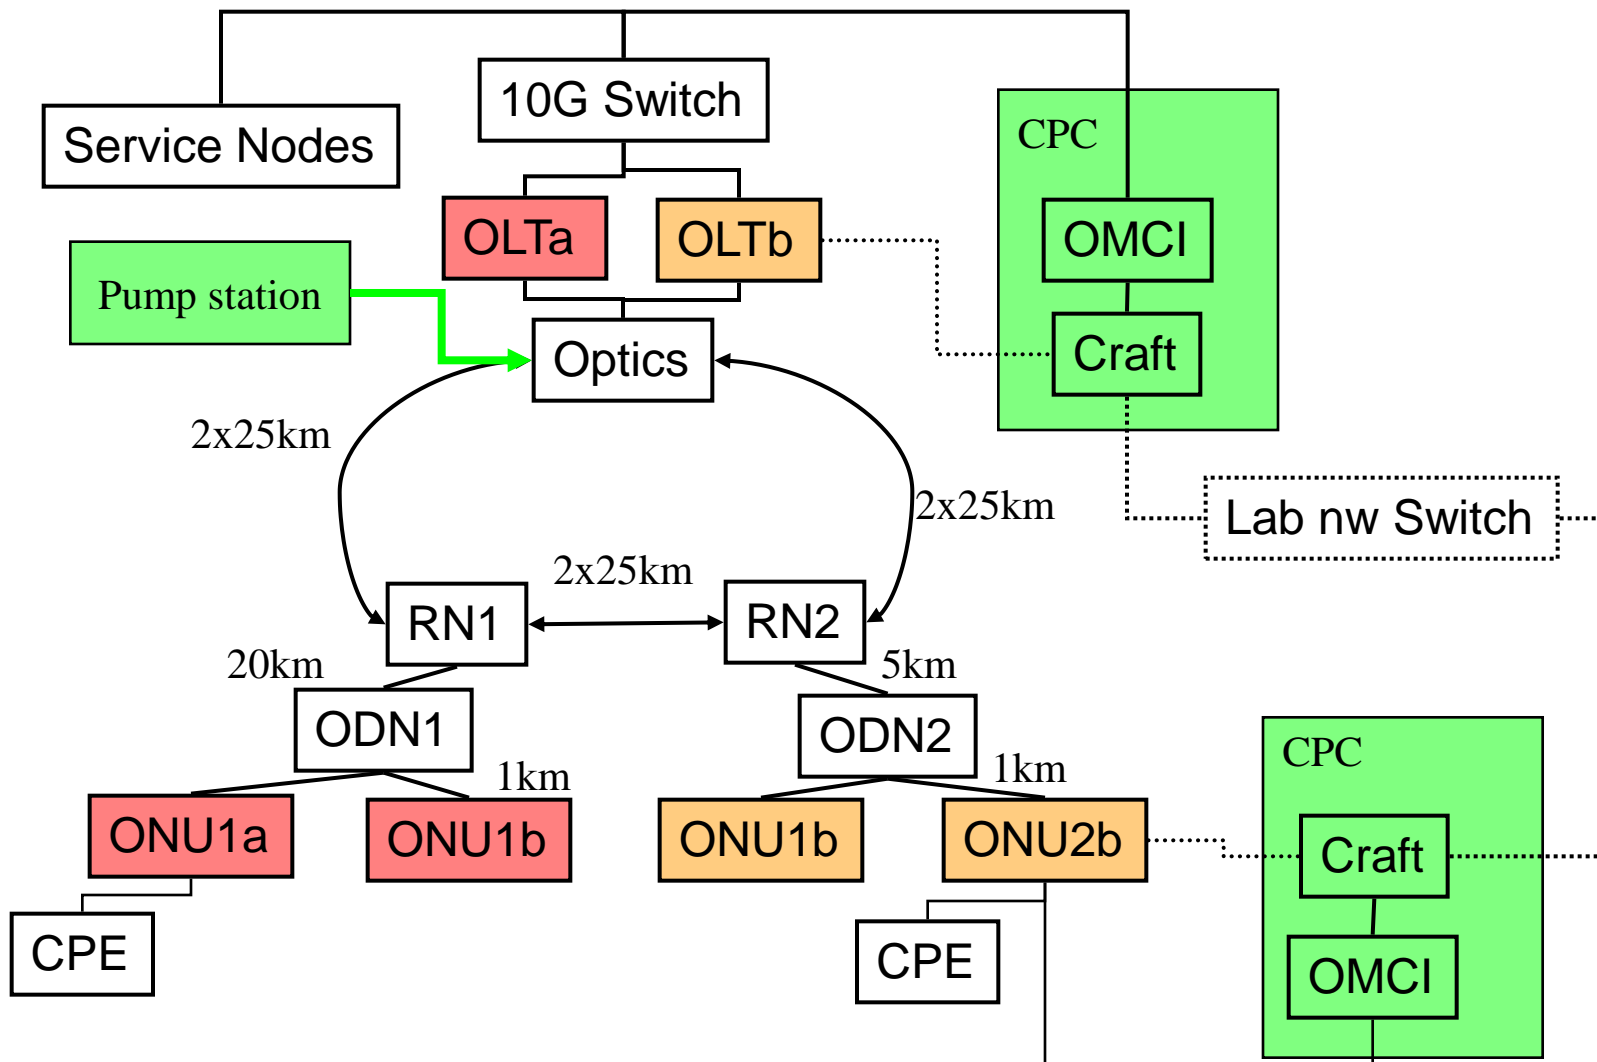 10G Switch
Service Nodes
CPC
OLTa
OLTb
OMCI
Pump station
Optics
Craft
2x25km
2x25km
Lab nw Switch
2x25km
RN1
RN2
20km
5km
ODN1
ODN2
CPC
1km
1km
ONU1a
ONU1b
ONU1b
ONU2b
Craft
CPE
CPE
OMCI